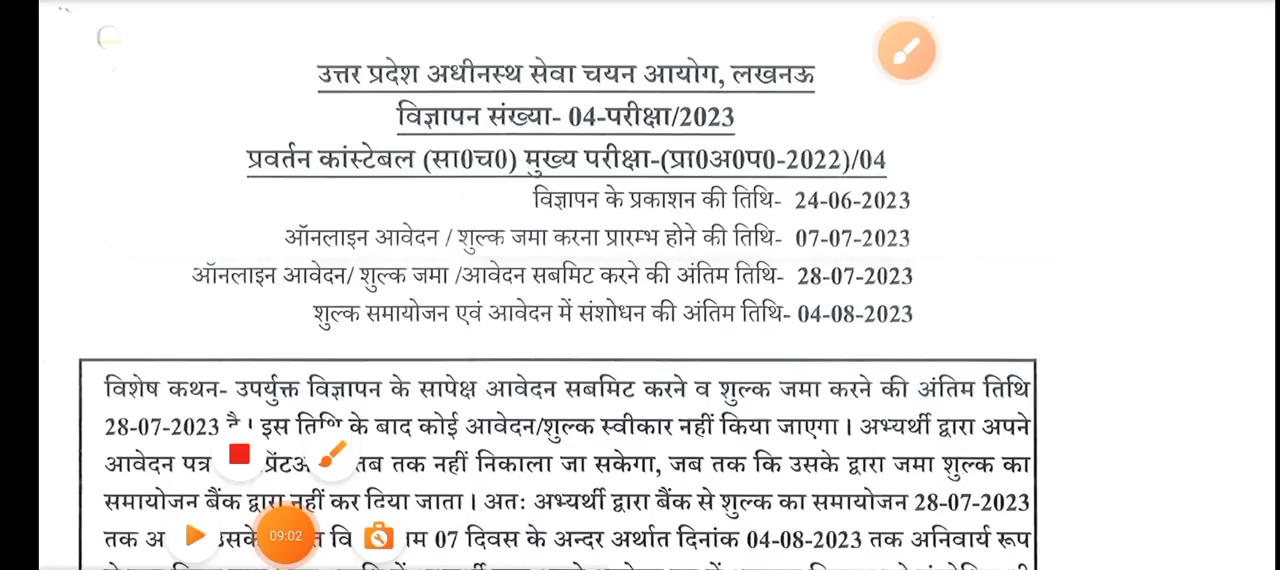 उत्तर प्रदेश अधीनस्थ सेवा चयन आयोग, लखनऊ
विज्ञापन संख्या- 04-परीक्षा/2023
प्रवर्तन कांस्टेबल (सा0च0) मुख्य परीक्षा-(प्रा0अ0प0-2022)/04
विज्ञापन के प्रकाशन की तिथि- 24-06-2023
ऑनलाइन आवेदन / शुल्क जमा करना प्रारम्भ होने की तिथि- 07-07-2023
ऑनलाइन आवेदन/ शुल्क जमा /आवेदन सबमिट करने की अंतिम तिथि- 28-07-2023
शुल्क समायोजन एवं आवेदन में संशोधन की अंतिम तिथि- 04-08-2023
विशेष कथन- उपर्युक्त विज्ञापन के सापेक्ष आवेदन सबमिट करने व शुल्क जमा करने की अंतिम तिथि
28-07-2023 है। इस तिथि के बाद कोई आवेदन/शुल्क स्वीकार नहीं किया जाएगा। अभ्यर्थी द्वारा अपने
आवेदन पत्र तब तक नहीं निकाला जा सकेगा, जब तक कि उसके द्वारा जमा शुल्क का
समायोजन बैंक द्वारा नहीं कर दिया जाता। अतः अभ्यर्थी द्वारा बैंक से शुल्क का समायोजन 28-07-2023
तक 09:02 07 दिवस के अन्दर अर्थात दिनांक 04-08-2023 तक अनिवार्य रूप